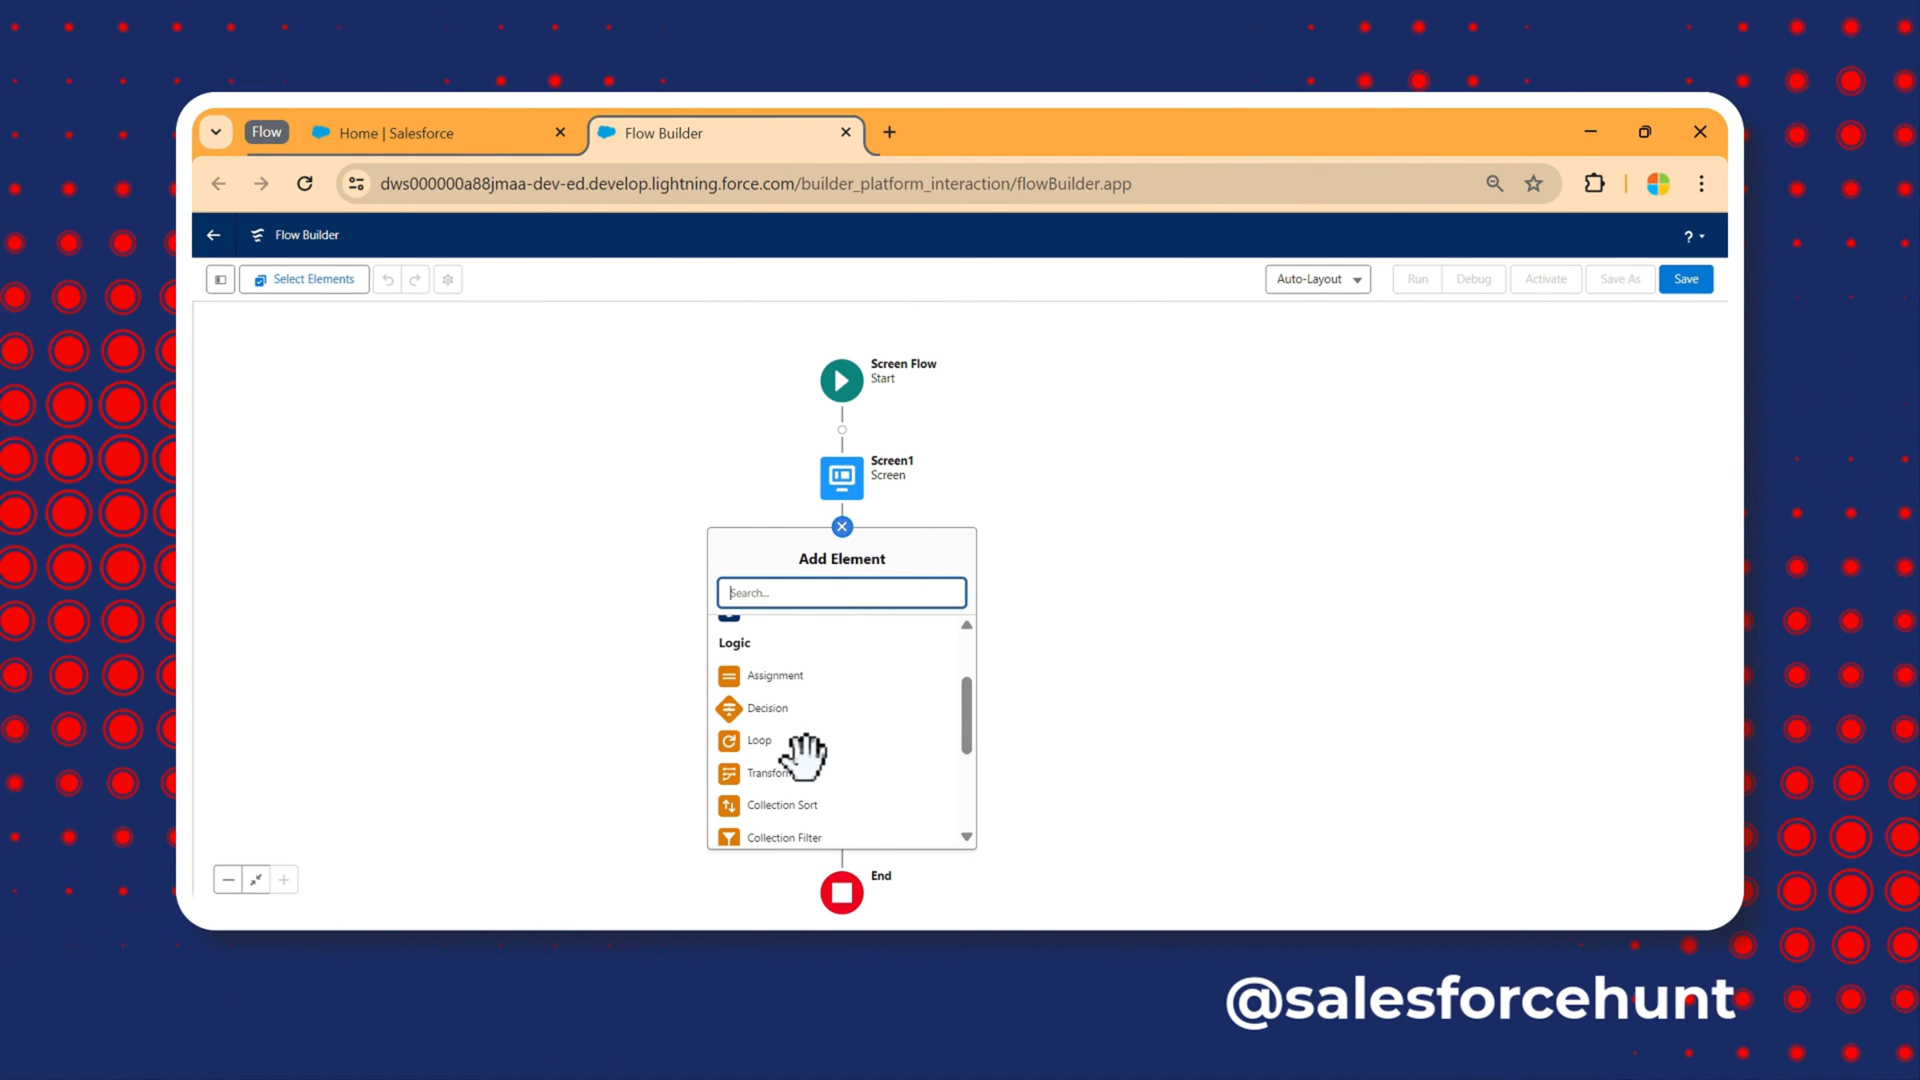 Flow
Home | Salesforce
Flow Builder
dws000000a88jmaa-dev-ed.develop.lightning.force.com/builder_platform_interaction/flowBuilder.app
Flow Builder
?
Select Elements
Auto-Layout
Run
Debug
Activate
Save As
Save
Screen Flow
Start
Screen1
Screen
Add Element
Search...
Logic
Assignment
Decision
Loop
Transfor
Collection Sort
Collection Filter
End
@salesforcehunt